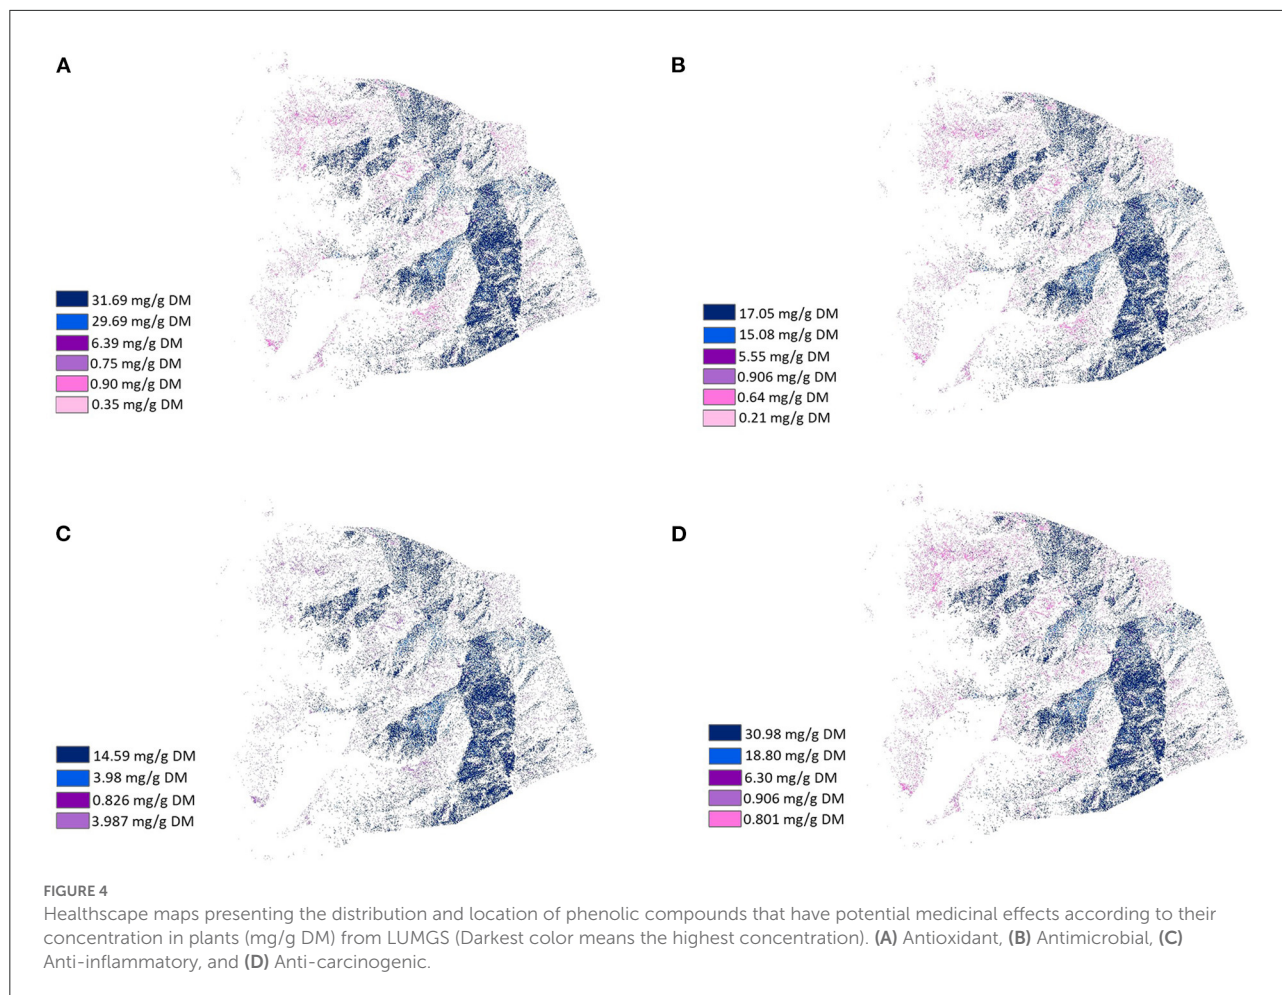 A
31.69 mg/g DM
29.69 mg/g DM
6.39 mg/g DM
0.75 mg/g DM
0.90 mg/g DM
0.35 mg/g DM
B
17.05 mg/g DM
15.08 mg/g DM
5.55 mg/g DM
0.906 mg/g DM
0.64 mg/g DM
0.21 mg/g DM
C
14.59 mg/g DM
3.98 mg/g DM
0.826 mg/g DM
3.987 mg/g DM
D
30.98 mg/g DM
18.80 mg/g DM
6.30 mg/g DM
0.906 mg/g DM
0.801 mg/g DM
FIGURE 4
Healthscape maps presenting the distribution and location of phenolic compounds that have potential medicinal effects according to their
concentration in plants (mg/g DM) from LUMGS (Darkest color means the highest concentration). (A) Antioxidant, (B) Antimicrobial, (C)
Anti-inflammatory, and (D) Anti-carcinogenic.